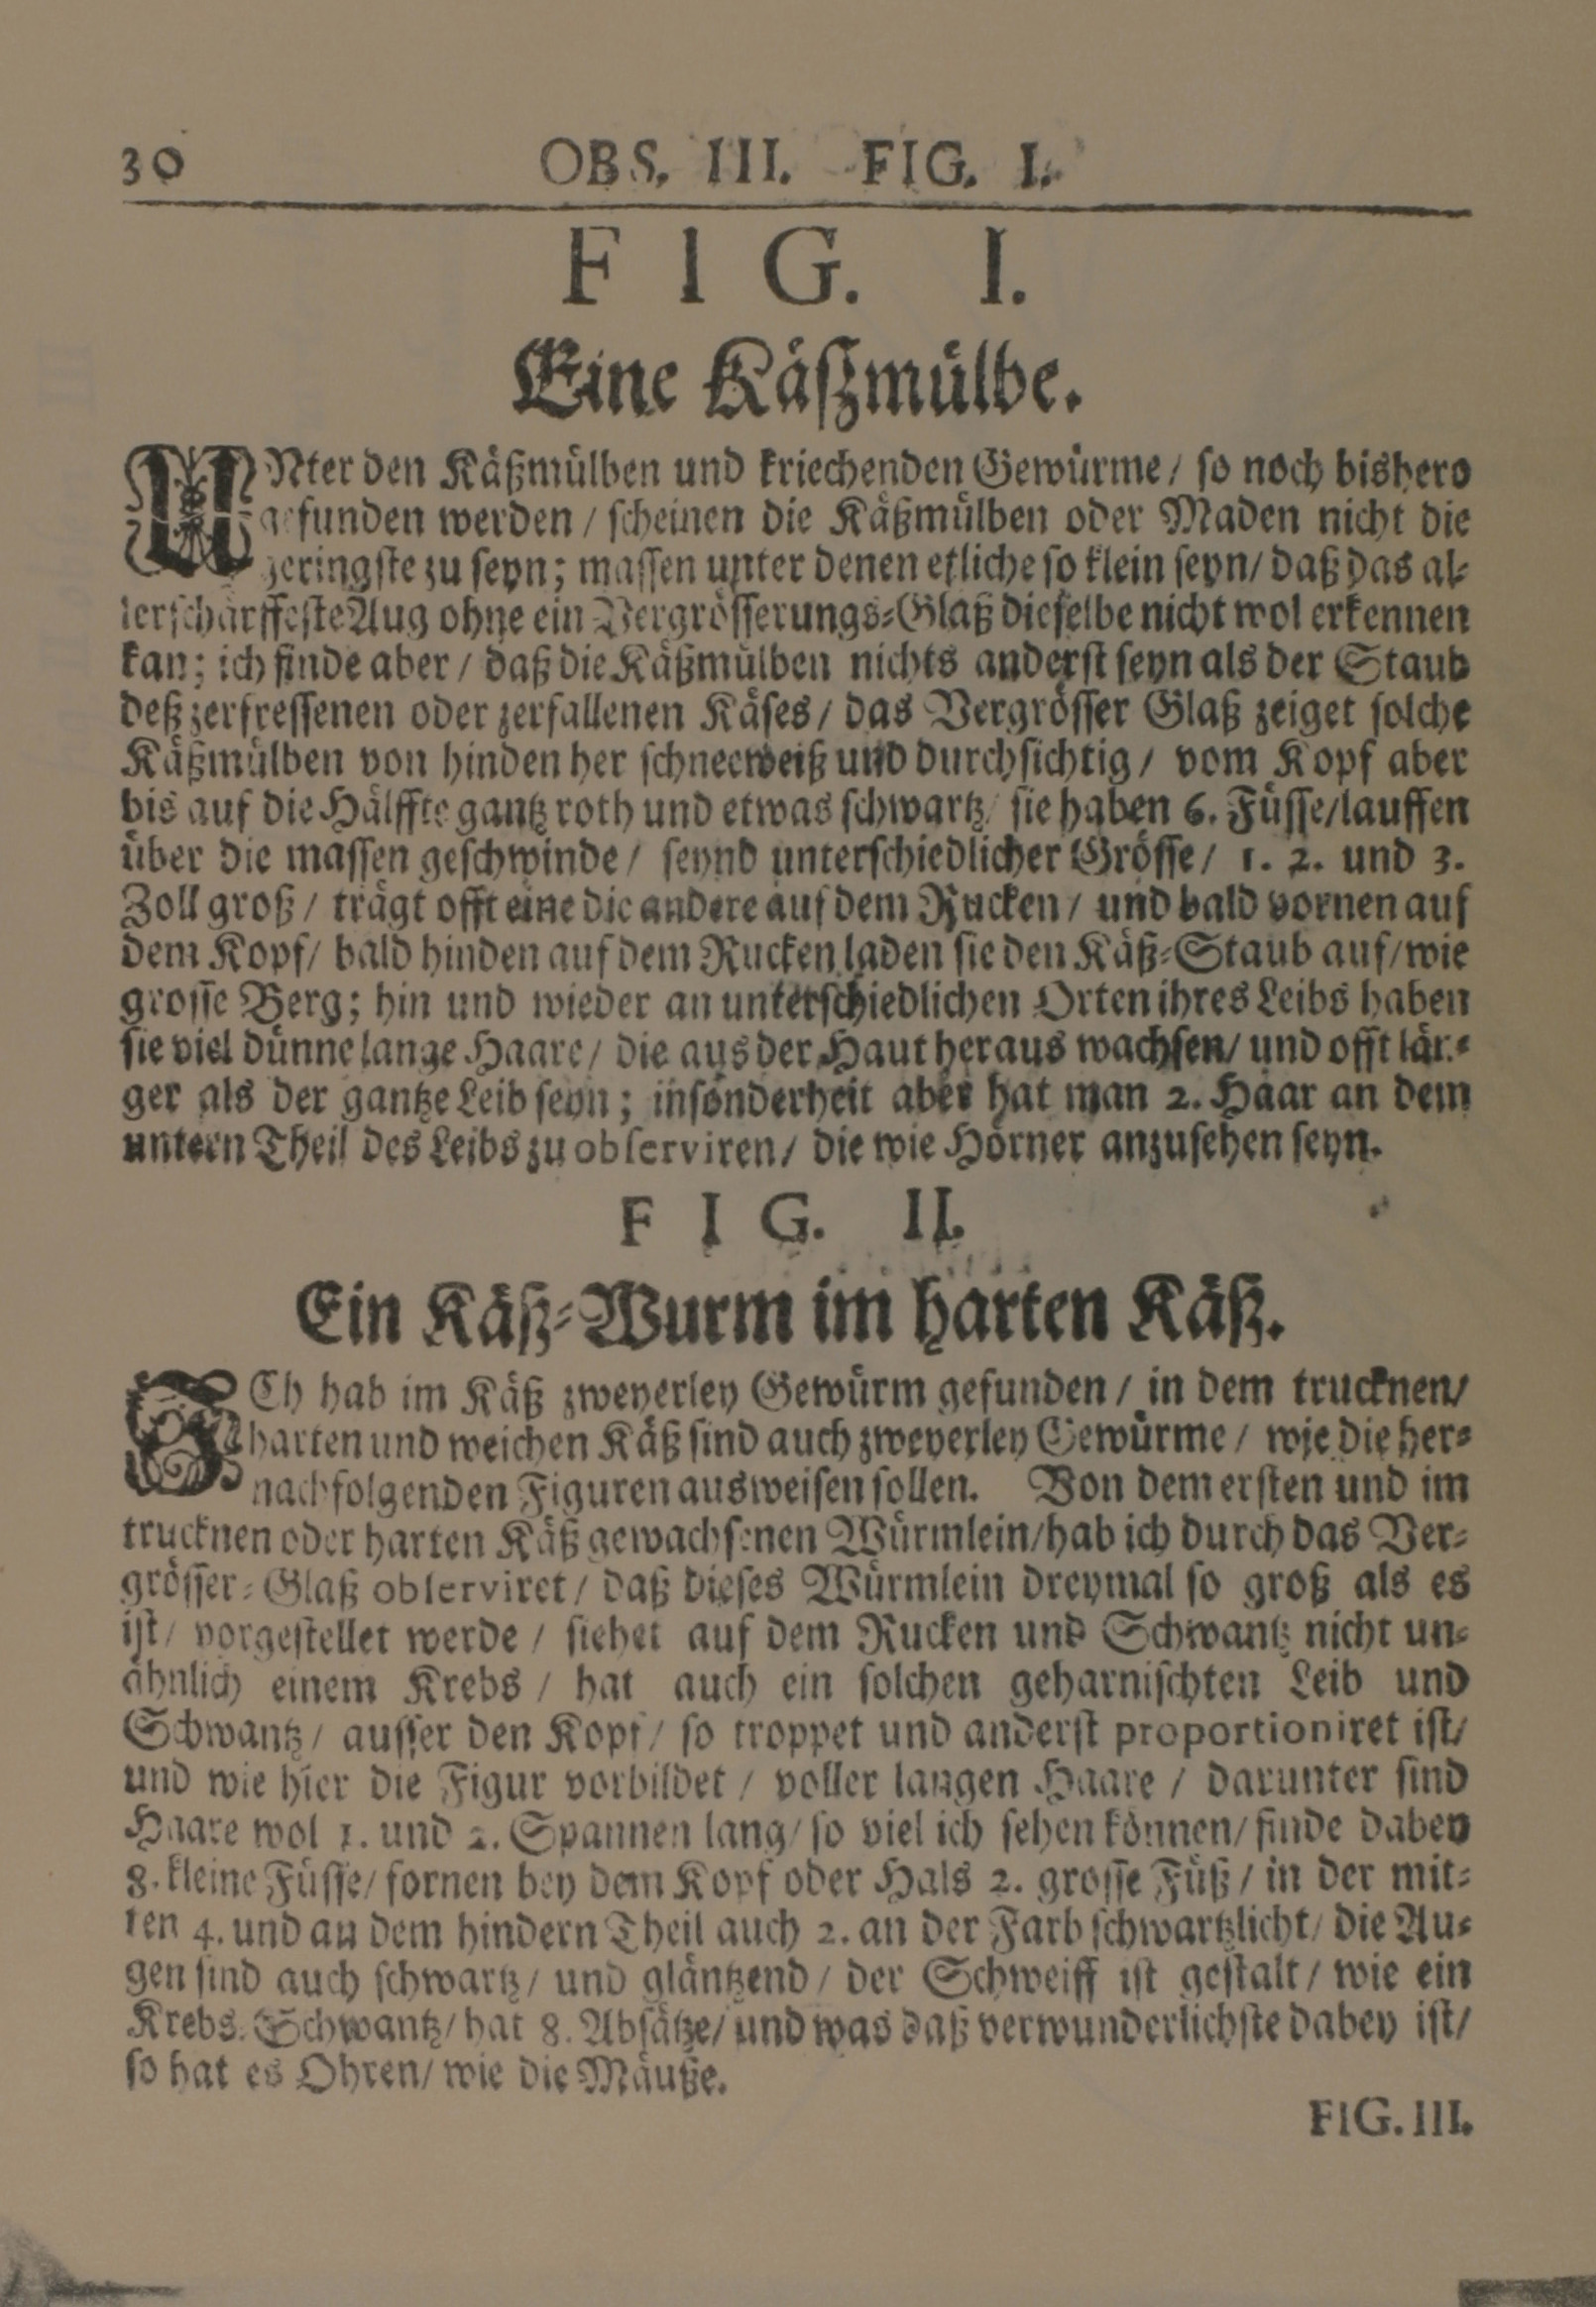 30 OBS. III. FIG. I.
FIG. I.
Eine Käßmülbe.
UNter den Käßmülben und kriechenden Gewürme / so noch bishero
gefunden werden / scheinen die Käßmülben oder Maden nicht die
geringste zu seyn; massen unter denen etliche so klein seyn / daß das al-
lerschärffeste Aug ohne ein Vergrösserungs-Glaß dieselbe nicht wol erkennen
kan; ich finde aber / daß die Käßmülben nichts anderst seyn als der Staub
deß zerfressenen oder zerfallenen Käses / das Vergrösser Glaß zeiget solche
Käßmülben von hinden her schneeweiß und durchsichtig / vom Kopf aber
bis auf die Hälffte gantz roth und etwas schwartz / sie haben 6. Füsse / lauffen
über die massen geschwinde / seynd unterschiedlicher Grösse / 1. 2. und 3.
Zoll groß / trägt offt eine die andere auf dem Rucken / und bald vornen auf
dem Kopf / bald hinden auf dem Rucken laden sie den Käß-Staub auf / wie
grosse Berg; hin und wieder an unterschiedlichen Orten ihres Leibs haben
sie viel dünne lange Haare / die aus der Haut heraus wachsen / und offt län-
ger als der gantze Leib seyn; insonderheit aber hat man 2. Haar an dem
untern Theil des Leibs zu observiren / die wie Hörner anzusehen seyn.
FIG. II.
Ein Käß-Wurm im harten Käß.
ICh hab im Käß zweyerley Gewürm gefunden / in dem trucknen /
harten und weichen Käß sind auch zweyerley Gewürme / wie die her-
nachfolgenden Figuren ausweisen sollen. Von dem ersten und im
trucknen oder harten Käß gewachsenen Würmlein / hab ich durch das Ver-
grösser-Glaß observiret / daß dieses Würmlein dreymal so groß als es
ist / vorgestellet werde / siehet auf dem Rucken und Schwantz nicht un-
ähnlich einem Krebs / hat auch ein solchen geharnischten Leib und
Schwantz / ausser den Kopf / so troppet und anderst proportioniret ist /
und wie hier die Figur vorbildet / voller langen Haare / darunter sind
Haare wol 1. und 2. Spannen lang / so viel ich sehen können / finde dabey
8. kleine Füsse / fornen bey dem Kopf oder Hals 2. grosse Füß / in der mit-
ten 4. und an dem hindern Theil auch 2. an der Farb schwartzlicht / die Au-
gen sind auch schwartz / und gläntzend / der Schweiff ist gestalt / wie ein
Krebs-Schwantz / hat 8. Absätze / und was daß verwunderlichste dabey ist /
so hat es Ohren / wie die Mäuße.
FIG. III.